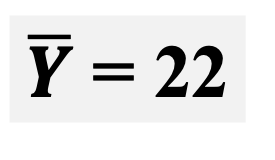 Y̅ = 22